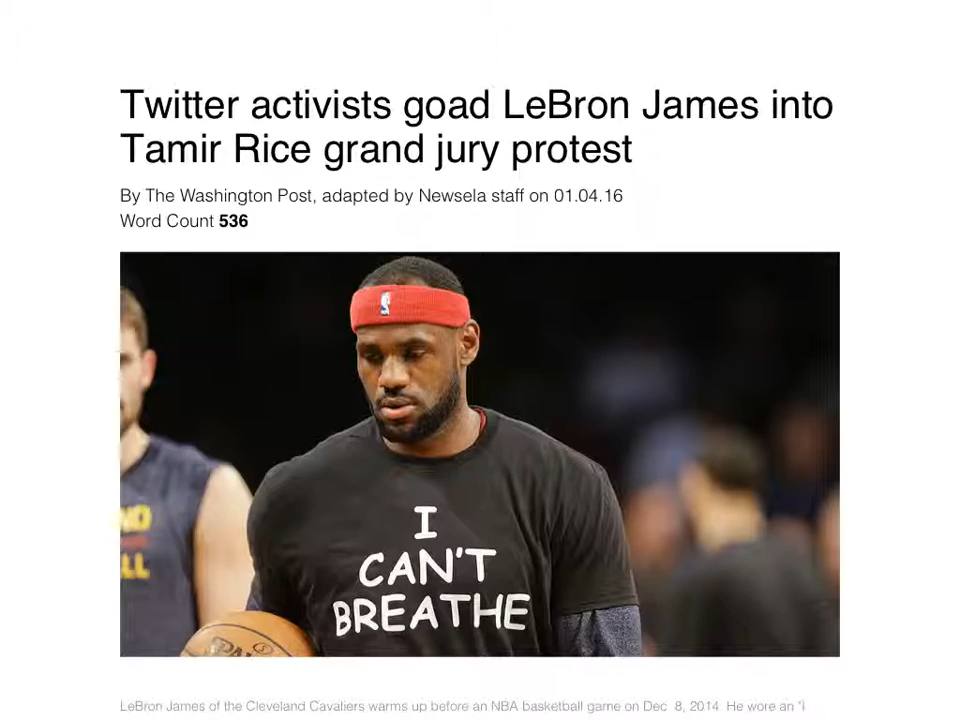 Twitter activists goad LeBron James into
Tamir Rice grand jury protest
By The Washington Post, adapted by Newsela staff on 01.04.16
Word Count 536
I
CAN'T
BREATHE
LL
SPAL
LeBron James of the Cleveland Cavaliers warms up before an NBA basketball game on Dec 8, 2014 He wore an "I